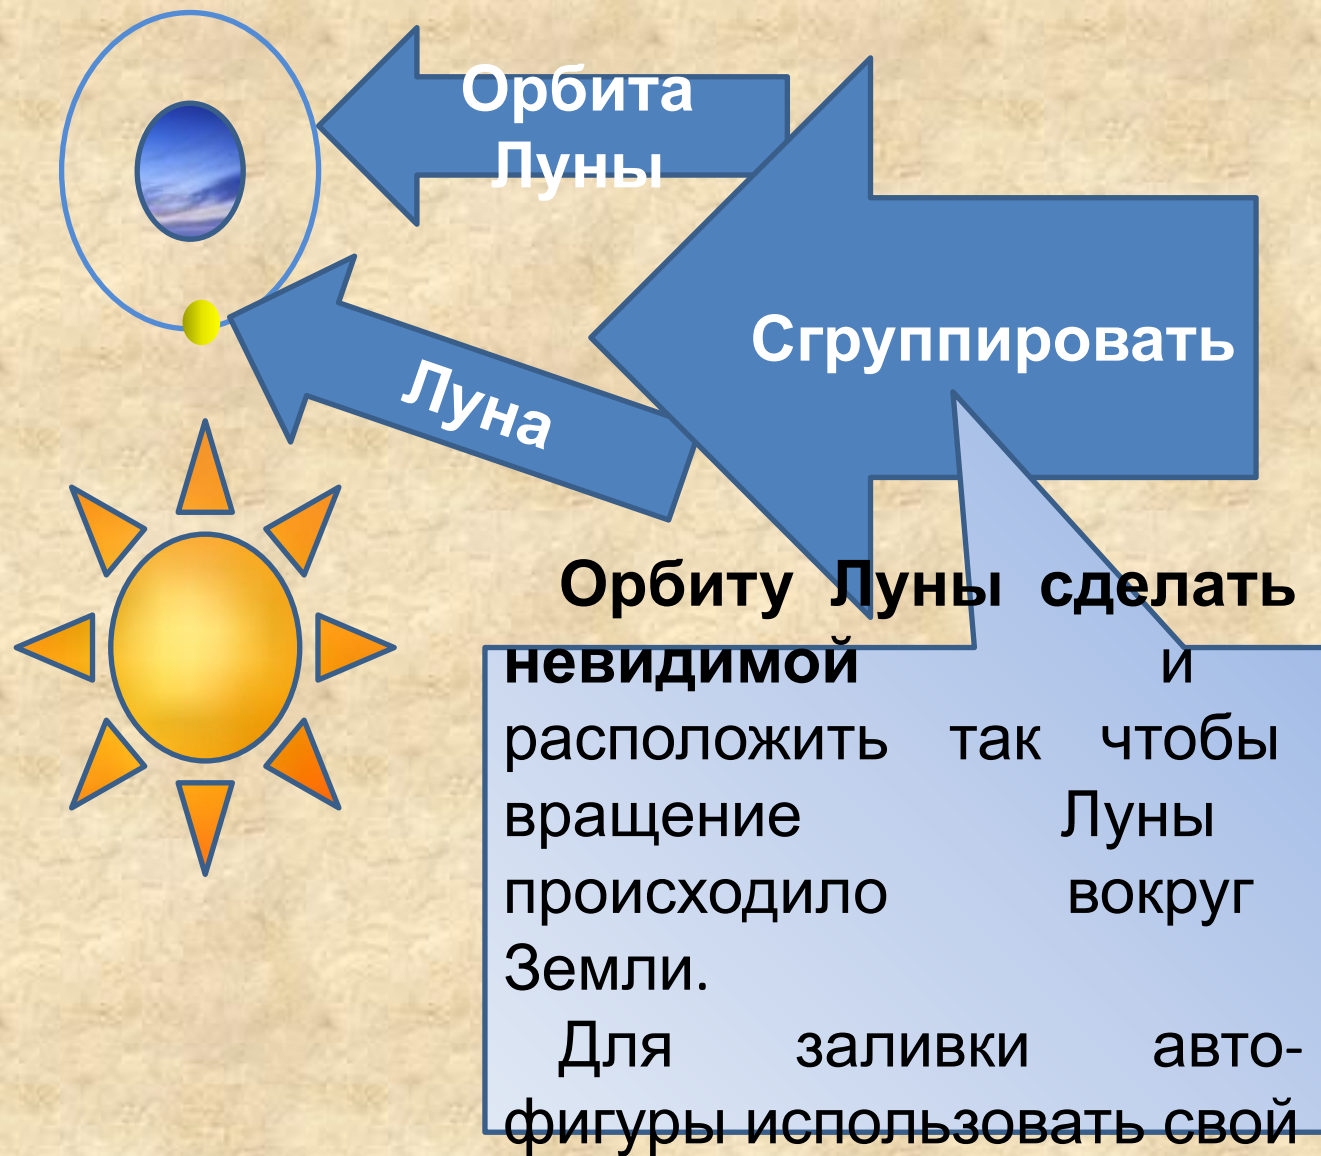 Орбита
Луны
Сгруппировать
Луна
Орбиту Луны сделать
невидимой и
расположить так чтобы
вращение Луны
происходило вокруг
Земли.
Для заливки авто-
фигуры использовать свой